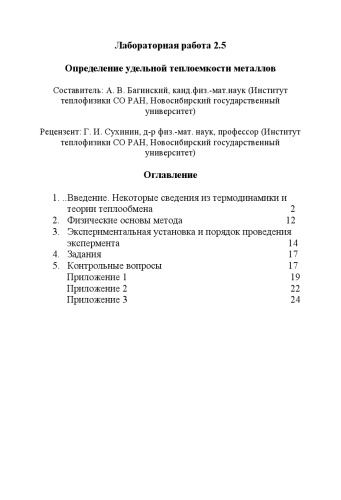 Лабораторная работа 2.5
Определение удельной теплоемкости металлов
Составитель: А. В. Багинский, канд.физ.-мат.наук (Институт
теплофизики СО РАН, Новосибирский государственный
университет)
Рецензент: Г. И. Сухинин, д-р физ.-мат. наук, профессор (Институт
теплофизики СО РАН, Новосибирский государственный
университет)
Оглавление
1. ..Введение. Некоторые сведения из термодинамики и
теории теплообмена 2
2. Физические основы метода 12
3. Экспериментальная установка и порядок проведения
экспермента 14
4. Задания 17
5. Контрольные вопросы 17
Приложение 1 19
Приложение 2 22
Приложение 3 24